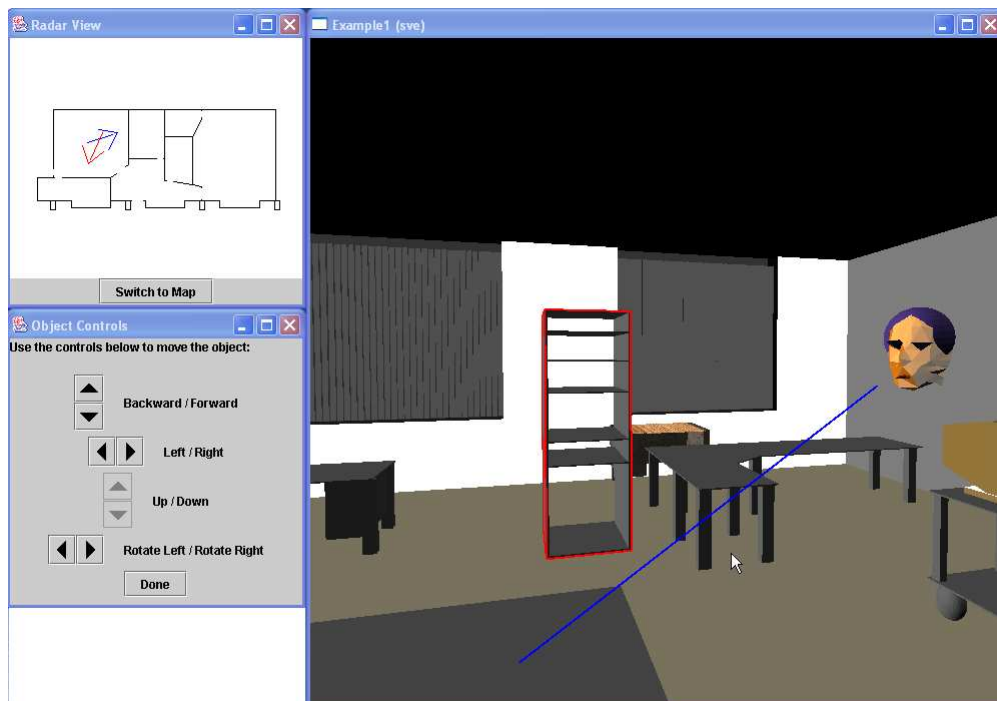 Radar View
Switch to Map
Object Controls
Use the controls below to move the object:
Backward / Forward
Left / Right
Up / Down
Rotate Left / Rotate Right
Done
Example1 (sve)